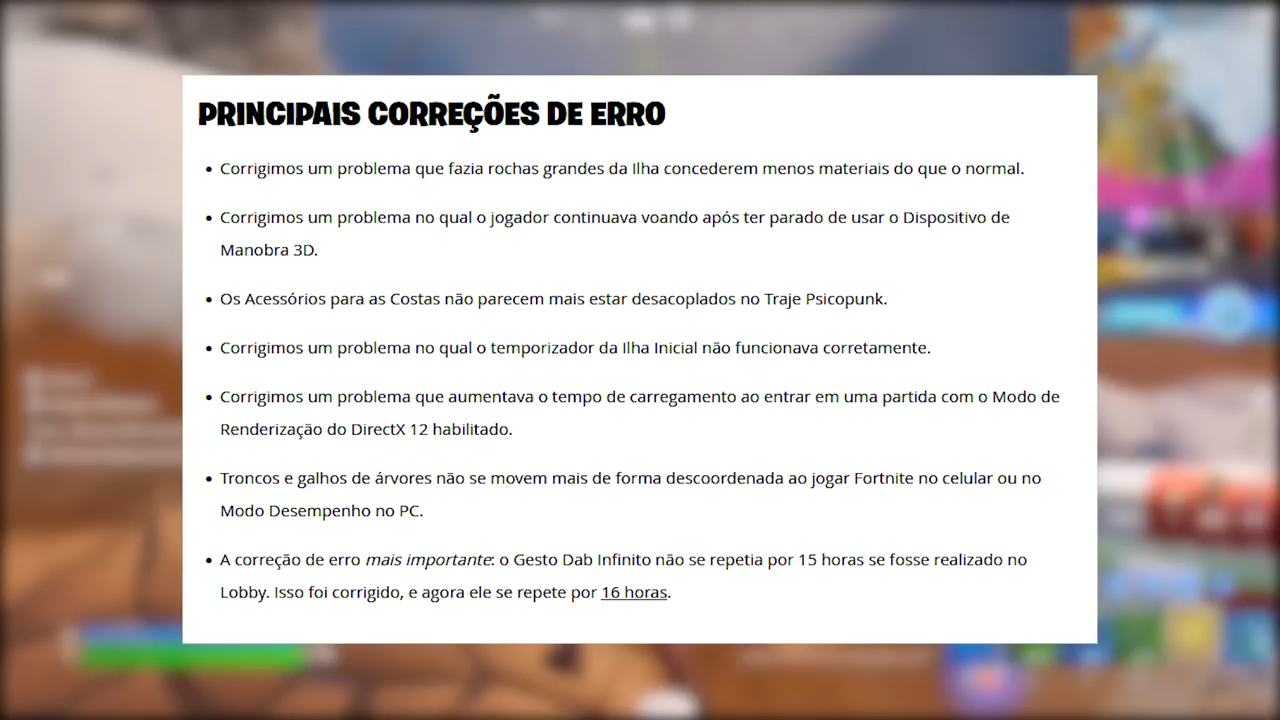 PRINCIPAIS CORREÇÕES DE ERRO
• Corrigimos um problema que fazia rochas grandes da Ilha concederem menos materiais do que o normal.
• Corrigimos um problema no qual o jogador continuava voando após ter parado de usar o Dispositivo de
Manobra 3D.
• Os Acessórios para as Costas não parecem mais estar desacoplados no Traje Psicopunk.
• Corrigimos um problema no qual o temporizador da Ilha Inicial não funcionava corretamente.
• Corrigimos um problema que aumentava o tempo de carregamento ao entrar em uma partida com o Modo de
Renderização do DirectX 12 habilitado.
• Troncos e galhos de árvores não se movem mais de forma descoordenada ao jogar Fortnite no celular ou no
Modo Desempenho no PC.
• A correção de erro mais importante: o Gesto Dab Infinito não se repetia por 15 horas se fosse realizado no
Lobby. Isso foi corrigido, e agora ele se repete por 16 horas.